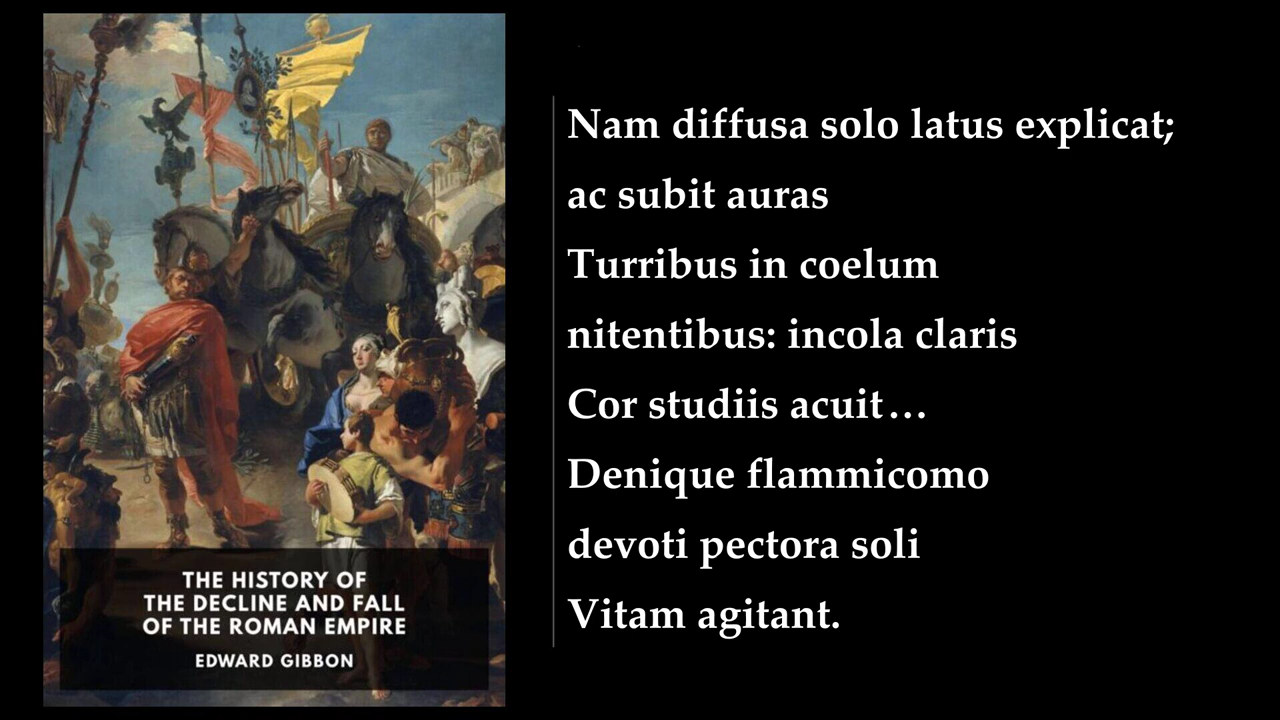 THE HISTORY OF
THE DECLINE AND FALL
OF THE ROMAN EMPIRE
EDWARD GIBBON
Nam diffusa solo latus explicat;
ac subit auras
Turribus in coelum
nitentibus: incola claris
Cor studiis acuit…
Denique flammicomo
devoti pectora soli
Vitam agitant.